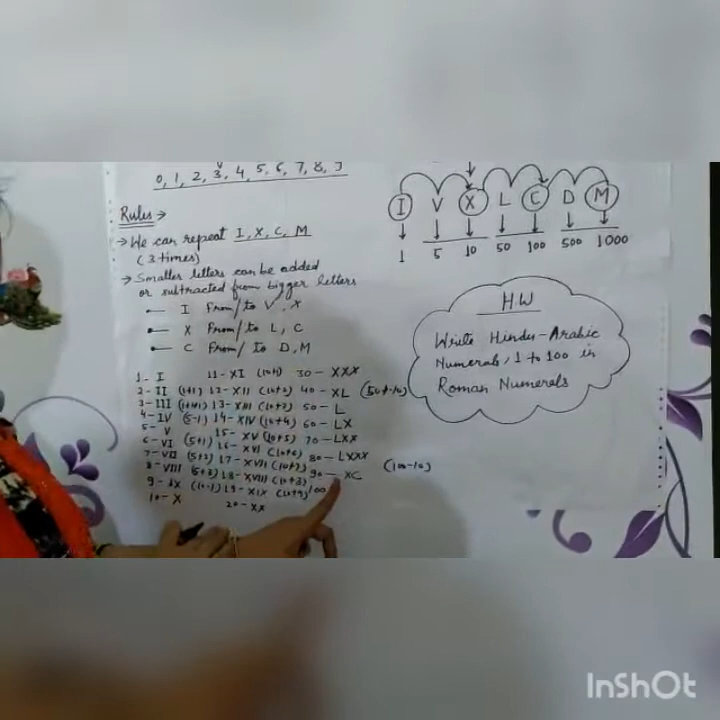 0, 1, 2, 3, 4, 5, 6, 7, 8, 9
Rules →
→ We can repeat I, X, C, M
(3 times)
→ Smaller letters can be added
or subtracted from bigger letters
I From/to V, X
X From/to L, C
C From/to D, M
1 - I 11 - XI (10+1) 30 - XXX
2 - II (1+1) 12 - XII (10+2) 40 - XL (50-10)
3 - III (1+1+1) 13 - XIII (10+3) 50 - L
4 - IV (5-1) 14 - XIV (10+4) 60 - LX
5 - V 15 - XV (10+5) 70 - LXX
6 - VI (5+1) 16 - XVI (10+6) 80 - LXXX
7 - VII (5+2) 17 - XVII (10+7) 90 - XC (100-10)
8 - VIII (5+3) 18 - XVIII (10+8) 100
9 - IX (10-1) 19 - XIX (10+9)
10 - X 20 - XX
I V X L C D M
1 5 10 50 100 500 1000
HW
Write Hindu-Arabic
Numerals, 1 to 100 in
Roman Numerals
InShOt